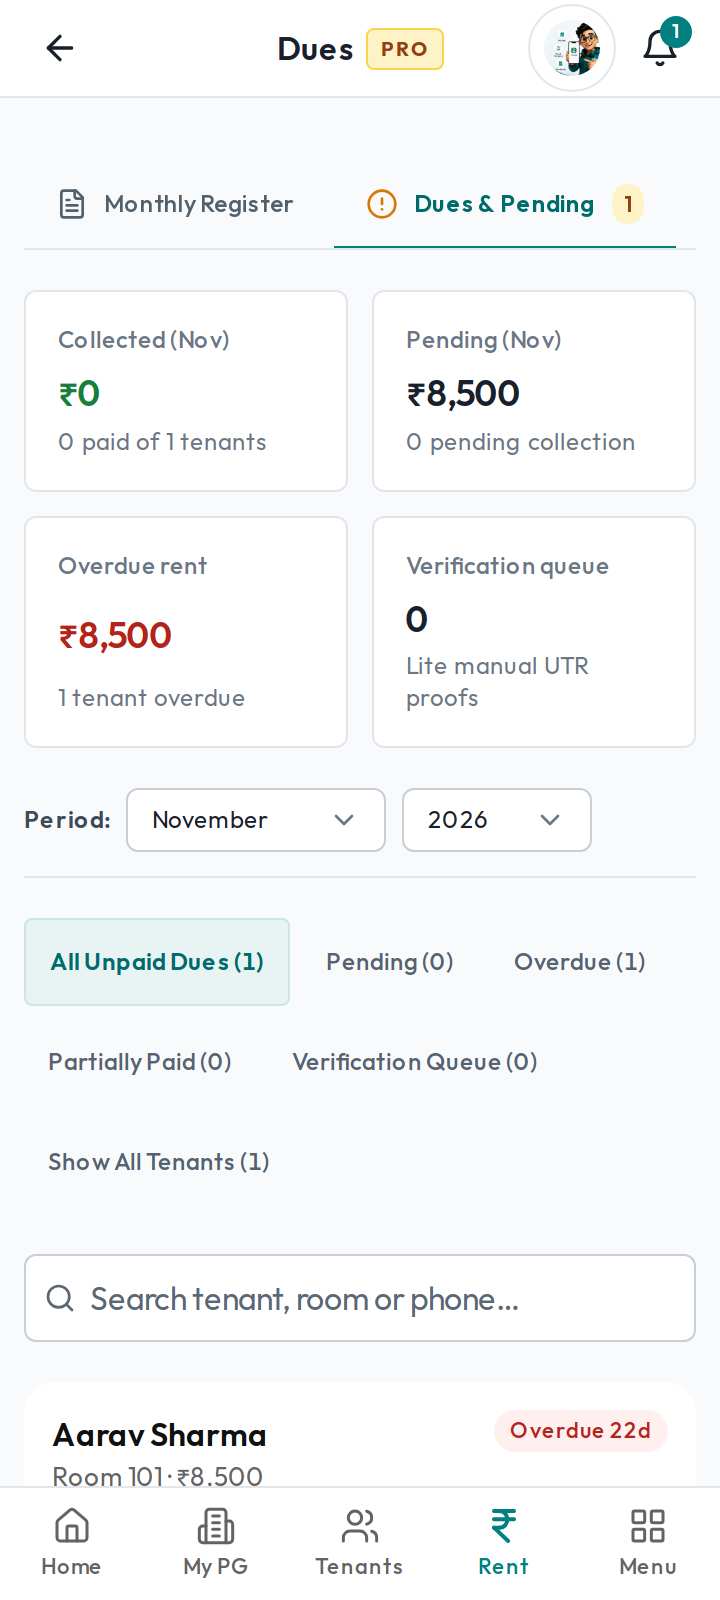 Dues PRO
1
Monthly Register
Dues & Pending 1
Collected (Nov)
₹0
0 paid of 1 tenants
Pending (Nov)
₹8,500
0 pending collection
Overdue rent
₹8,500
1 tenant overdue
Verification queue
0
Lite manual UTR
proofs
Period: November 2026
All Unpaid Dues (1) Pending (0) Overdue (1)
Partially Paid (0) Verification Queue (0)
Show All Tenants (1)
Search tenant, room or phone...
Aarav Sharma Overdue 22d
Room 101 · ₹8,500
Home My PG Tenants Rent Menu